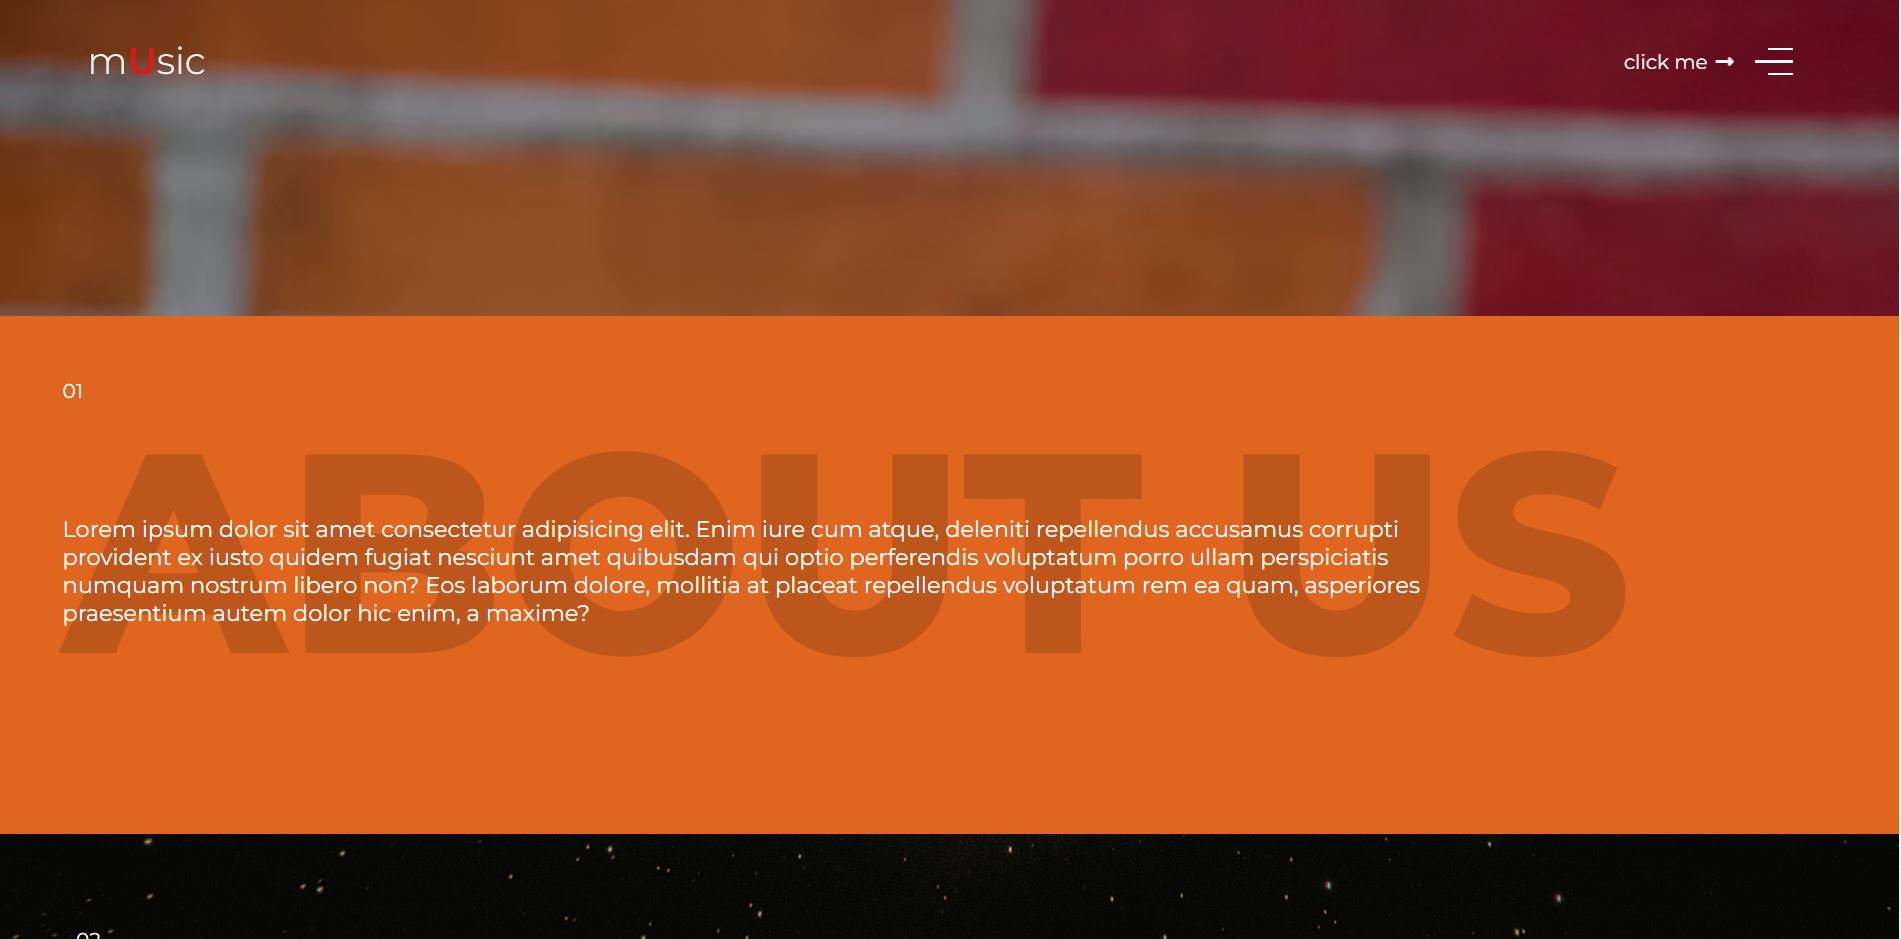 mUsic
click me →
01
ABOUT US
Lorem ipsum dolor sit amet consectetur adipisicing elit. Enim iure cum atque, deleniti repellendus accusamus corrupti
provident ex iusto quidem fugiat nesciunt amet quibusdam qui optio perferendis voluptatum porro ullam perspiciatis
numquam nostrum libero non? Eos laborum dolore, mollitia at placeat repellendus voluptatum rem ea quam, asperiores
praesentium autem dolor hic enim, a maxime?